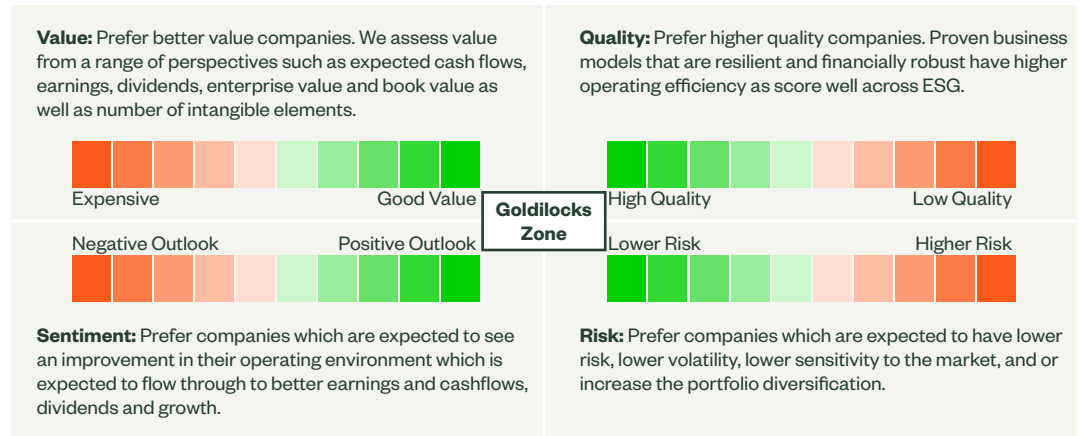 Value: Prefer better value companies. We assess value
from a range of perspectives such as expected cash flows,
earnings, dividends, enterprise value and book value as
well as number of intangible elements.
Expensive
Good Value
Quality: Prefer higher quality companies. Proven business
models that are resilient and financially robust have higher
operating efficiency as score well across ESG.
High Quality
Low Quality
Goldilocks
Zone
Negative Outlook
Positive Outlook
Sentiment: Prefer companies which are expected to see
an improvement in their operating environment which is
expected to flow through to better earnings and cashflows,
dividends and growth.
Lower Risk
Higher Risk
Risk: Prefer companies which are expected to have lower
risk, lower volatility, lower sensitivity to the market, and or
increase the portfolio diversification.